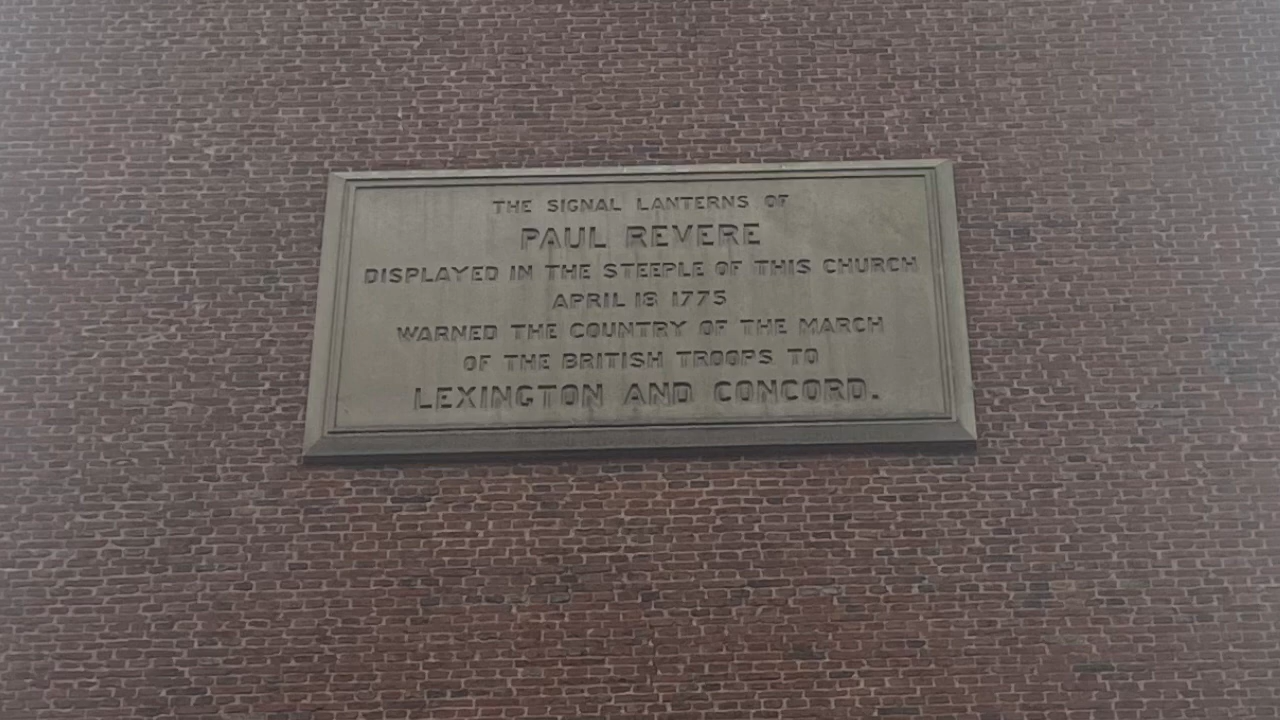 THE SIGNAL LANTERNS OF
PAUL REVERE
DISPLAYED IN THE STEEPLE OF THIS CHURCH
APRIL 18 1775
WARNED THE COUNTRY OF THE MARCH
OF THE BRITISH TROOPS TO
LEXINGTON AND CONCORD.